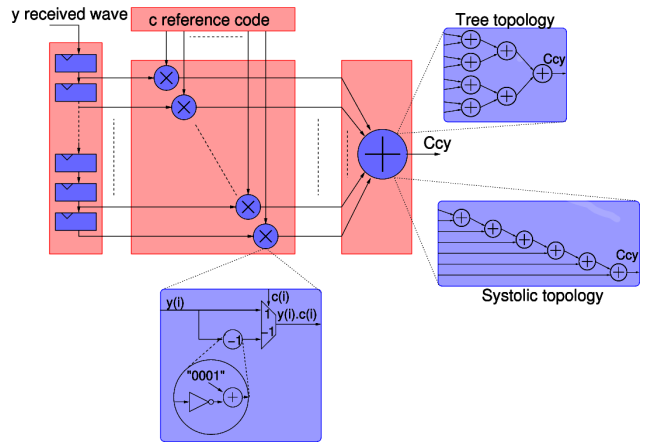 y received wave
c reference code
Tree topology
Ccy
Ccy
Ccy
Systolic topology
c(i)
y(i)
1
y(i).c(i)
−1
−1
"0001"